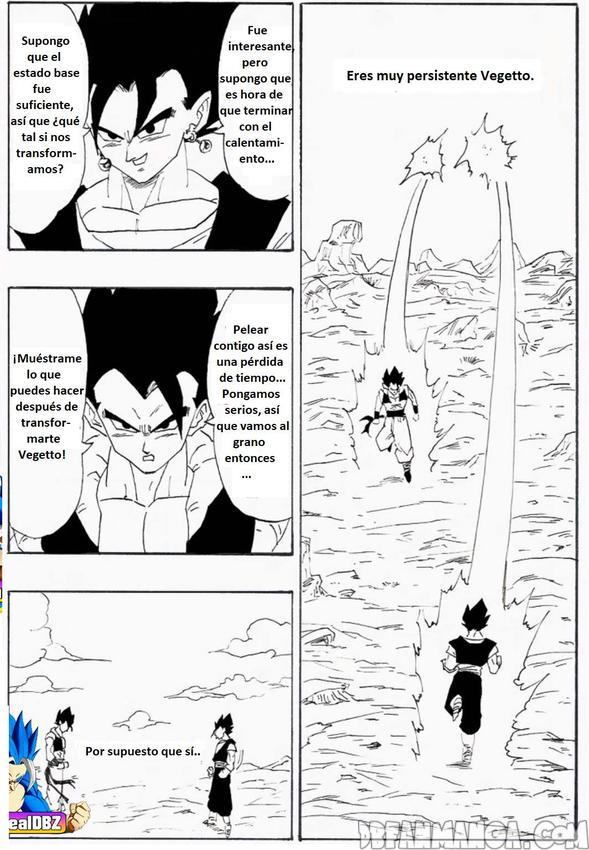 Eres muy persistente Vegetto.
Fue
interesante,
pero
supongo que
es hora de
que terminar
con el
calentami-
ento...
Supongo
que el
estado base
fue
suficiente,
así que ¿qué
tal si nos
transform-
amos?
Pelear
contigo así es
una pérdida
de tiempo...
Pongamos
serios, así
que vamos al
grano
entonces
...
¡Muéstrame
lo que
puedes hacer
después de
transfor-
marte
Vegetto!
Por supuesto que sí..
ealDBZ
DBFANMANGA.COM